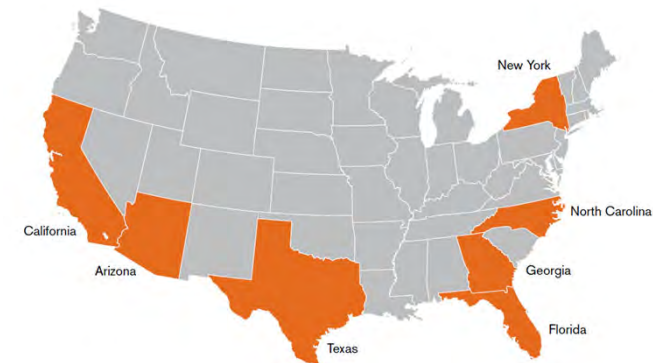 New York
North Carolina
California
Arizona
Georgia
Florida
Texas